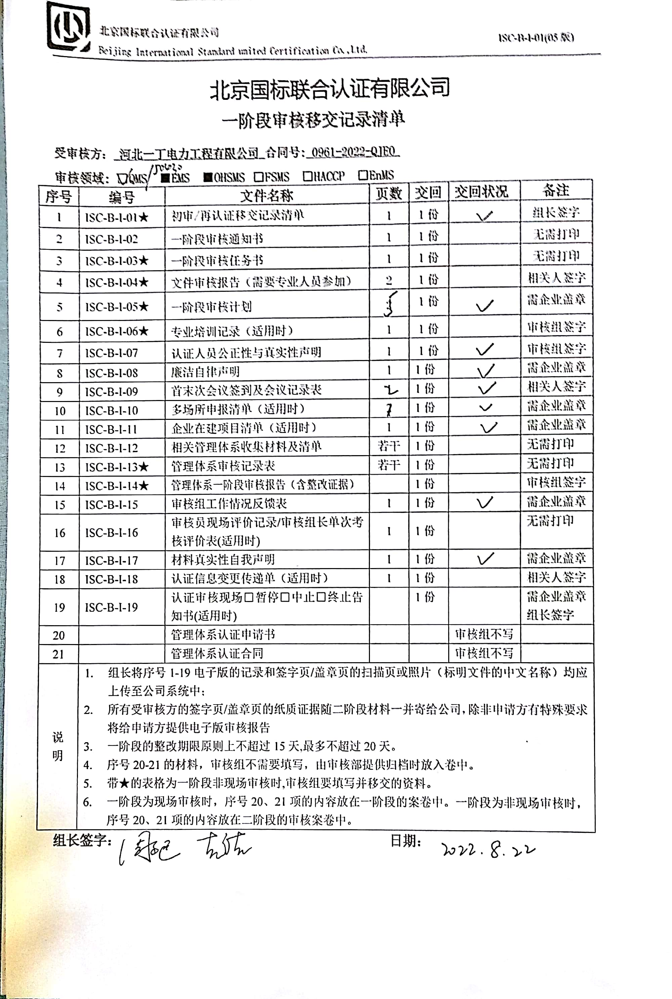 北京国标联合认证有限公司
ISC-B-I-01(05版)
Beijing International Standard united Certification Co.,Ltd.
北京国标联合认证有限公司
一阶段审核移交记录清单
受审核方：河北一丁电力工程有限公司 合同号：0961-2022-QJEO
审核领域：☑QMS/50430 ■EMS ■OHSMS □FSMS □HACCP □EnMS
序号 编号 文件名称 页数 交回 交回状况 备注
1 ISC-B-I-01★ 初审/再认证移交记录清单 1 1份 ✓ 组长签字
2 ISC-B-I-02 一阶段审核通知书 1 1份 无需打印
3 ISC-B-I-03★ 一阶段审核任务书 1 1份 无需打印
4 ISC-B-I-04★ 文件审核报告（需要专业人员参加） 2 1份 相关人签字
5 ISC-B-I-05★ 一阶段审核计划 1份 ✓ 需企业盖章
6 ISC-B-I-06★ 专业培训记录（适用时） 1 1份 审核组签字
7 ISC-B-I-07 认证人员公正性与真实性声明 1 1份 ✓ 审核组签字
8 ISC-B-I-08 廉洁自律声明 1 1份 ✓ 需企业盖章
9 ISC-B-I-09 首末次会议签到及会议记录表 2 1份 ✓ 相关人签字
10 ISC-B-I-10 多场所申报清单（适用时） 1份 ✓ 需企业盖章
11 ISC-B-I-11 企业在建项目清单（适用时） 1 1份 ✓ 需企业盖章
12 ISC-B-I-12 相关管理体系收集材料及清单 若干 1份 无需打印
13 ISC-B-I-13★ 管理体系审核记录表 若干 1份 无需打印
14 ISC-B-I-14★ 管理体系一阶段审核报告（含整改证据） 1份 审核组签字
15 ISC-B-I-15 审核组工作情况反馈表 1 1份 ✓ 需企业盖章
16 ISC-B-I-16 审核员现场评价记录/审核组长单次考 1 1份 无需打印
核评价表(适用时)
17 ISC-B-I-17 材料真实性自我声明 1 1份 ✓ 需企业盖章
18 ISC-B-I-18 认证信息变更传递单（适用时） 1 1份 相关人签字
19 ISC-B-I-19 认证审核现场□暂停□中止□终止告 1份 需企业盖章
知书(适用时) 组长签字
20 管理体系认证申请书 审核组不写
21 管理体系认证合同 审核组不写
说明
1. 组长将序号 1-19 电子版的记录和签字页/盖章页的扫描页或照片（标明文件的中文名称）均应
上传至公司系统中；
2. 所有受审核方的签字页/盖章页的纸质证据随二阶段材料一并寄给公司，除非申请方有特殊要求
将给申请方提供电子版审核报告
3. 一阶段的整改期限原则上不超过 15 天,最多不超过 20 天。
4. 序号 20-21 的材料，审核组不需要填写，由审核部提供归档时放入卷中。
5. 带★的表格为一阶段非现场审核时,审核组要填写并移交的资料。
6. 一阶段为现场审核时，序号 20、21 项的内容放在一阶段的案卷中。一阶段为非现场审核时，
序号 20、21 项的内容放在二阶段的审核案卷中。
组长签字： 日期： 2022.8.22